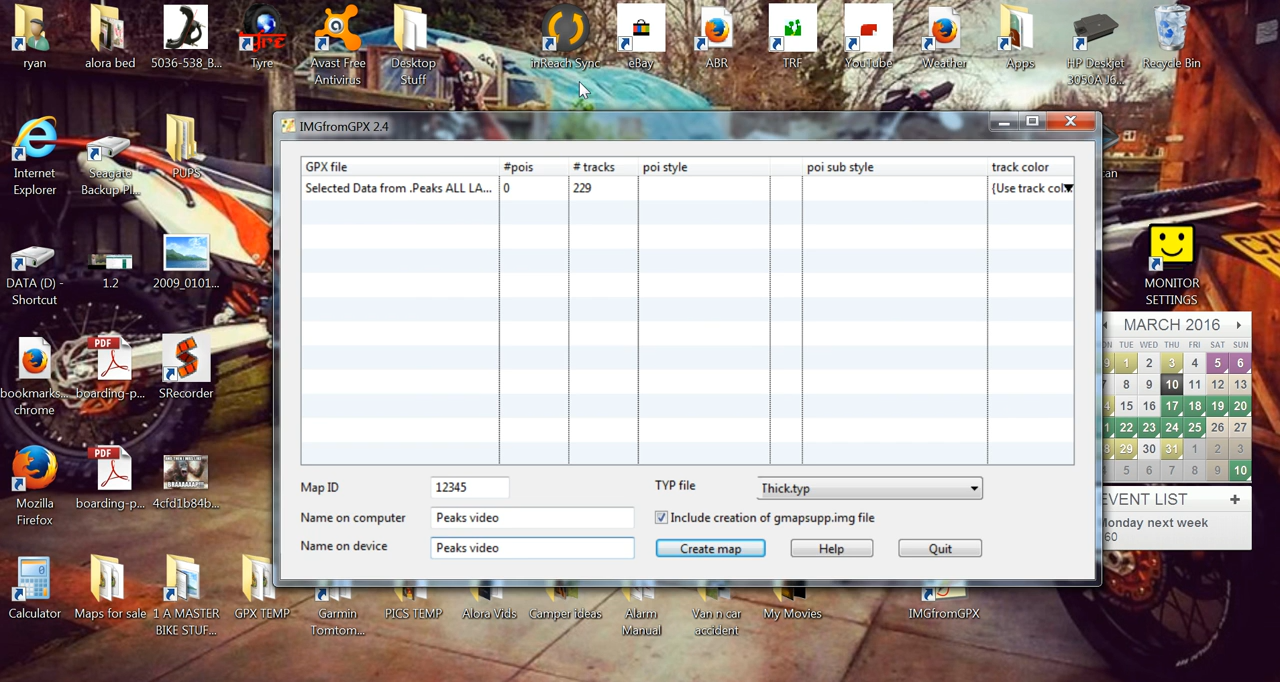 ryan
alora bed
5036-538_B...
Tyre
Avast Free
Antivirus
Desktop
Stuff
inReach Sync
eBay
ABR
TRF
YouTube
Weather
Apps
HP Deskjet
3050A J6...
Recycle Bin
Internet
Explorer
Seagate
Backup Pl...
PUPS
DATA (D) -
Shortcut
1.2
2009_0101...
bookmarks...
chrome
PDF
boarding-p...
SRecorder
Mozilla
Firefox
PDF
boarding-p...
4cfd1b84b...
IMGfromGPX 2.4
GPX file #pois # tracks poi style poi sub style track color
Selected Data from .Peaks ALL LA... 0 229 {Use track col...
Map ID 12345 TYP file Thick.typ
Name on computer Peaks video Include creation of gmapsupp.img file
Name on device Peaks video Create map Help Quit
MONITOR
SETTINGS
MARCH 2016
TUE WED THU FRI SAT SUN
1 2 3 4 5 6
7 8 9 10 11 12 13
15 16 17 18 19 20
22 23 24 25 26 27
29 30 31 1 2 3
5 6 7 8 9 10
EVENT LIST +
Monday next week
60
Calculator
Maps for sale
1 A MASTER
BIKE STUF...
GPX TEMP
Garmin
Tomtom...
PICS TEMP
Alora Vids
Camper ideas
Alarm
Manual
Van n car
accident
My Movies
IMGfromGPX